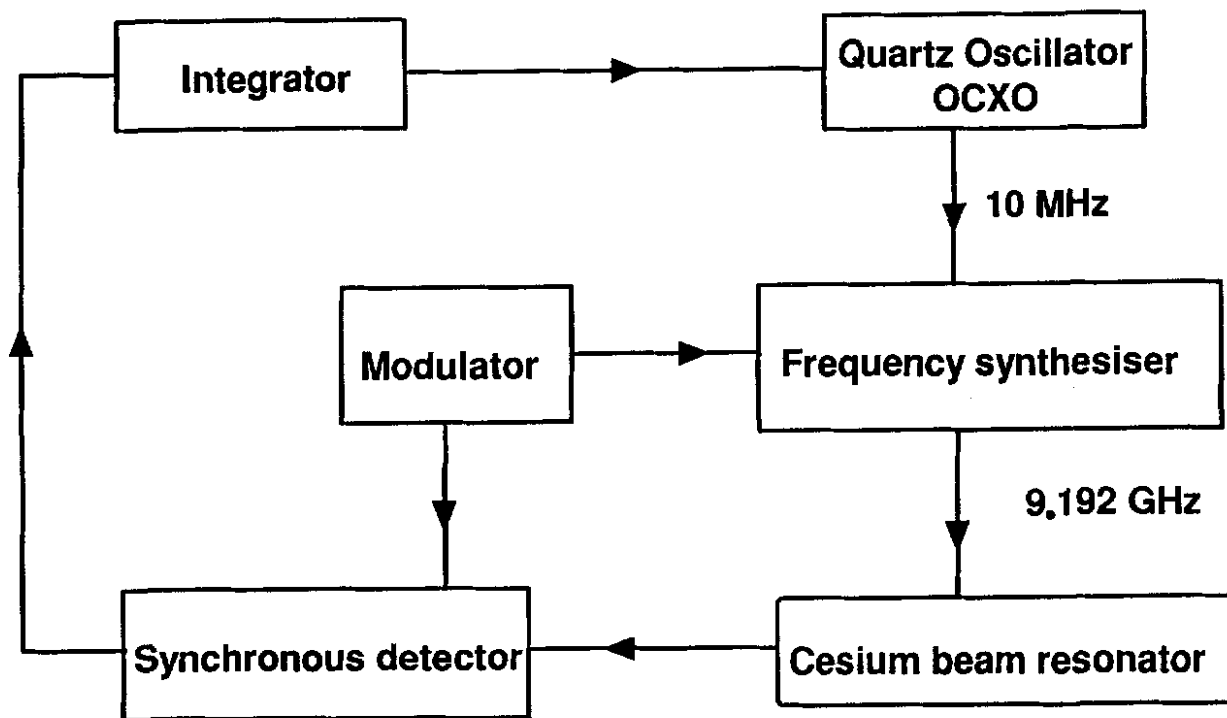 Integrator
Quartz Oscillator
OCXO
10 MHz
Modulator
Frequency synthesiser
9.192 GHz
Synchronous detector
Cesium beam resonator